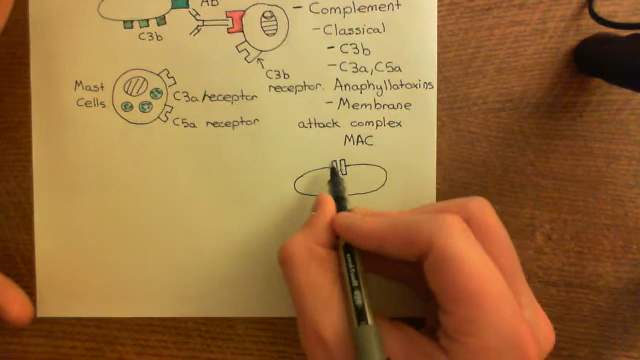 AB
C3b
C3b
receptor
Mast
Cells
C3a receptor
C5a receptor
- Complement
- Classical
- C3b
- C3a, C5a
Anaphyllatoxins
- Membrane
attack complex
MAC